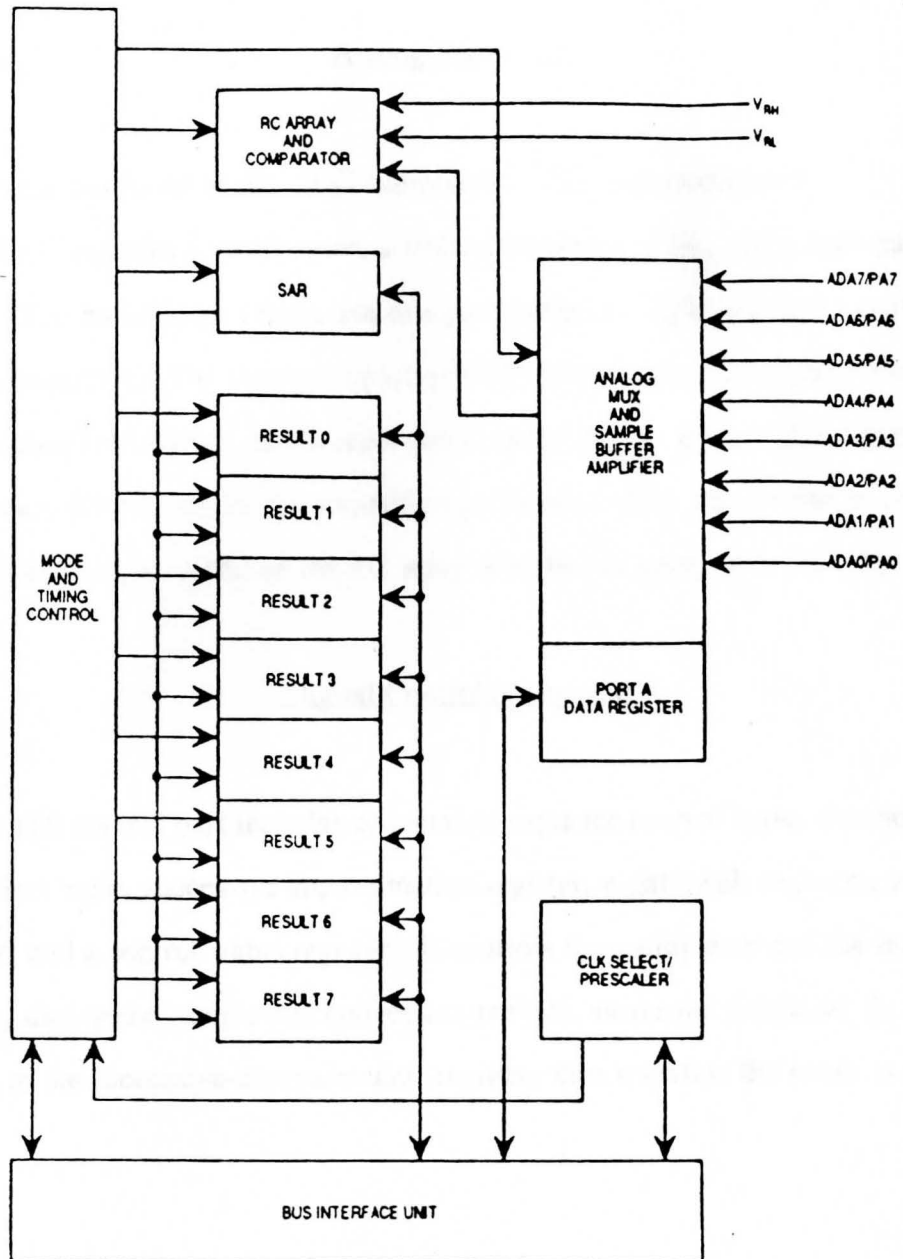 RC ARRAY
AND
COMPARATOR
V RH
V RL
SAR
ANALOG
MUX
AND
SAMPLE
BUFFER
AMPLIFIER
ADA7/PA7
ADA6/PA6
ADA5/PA5
ADA4/PA4
ADA3/PA3
ADA2/PA2
ADA1/PA1
ADA0/PA0
MODE
AND
TIMING
CONTROL
RESULT 0
RESULT 1
RESULT 2
RESULT 3
RESULT 4
RESULT 5
RESULT 6
RESULT 7
PORT A
DATA REGISTER
CLK SELECT/
PRESCALER
BUS INTERFACE UNIT